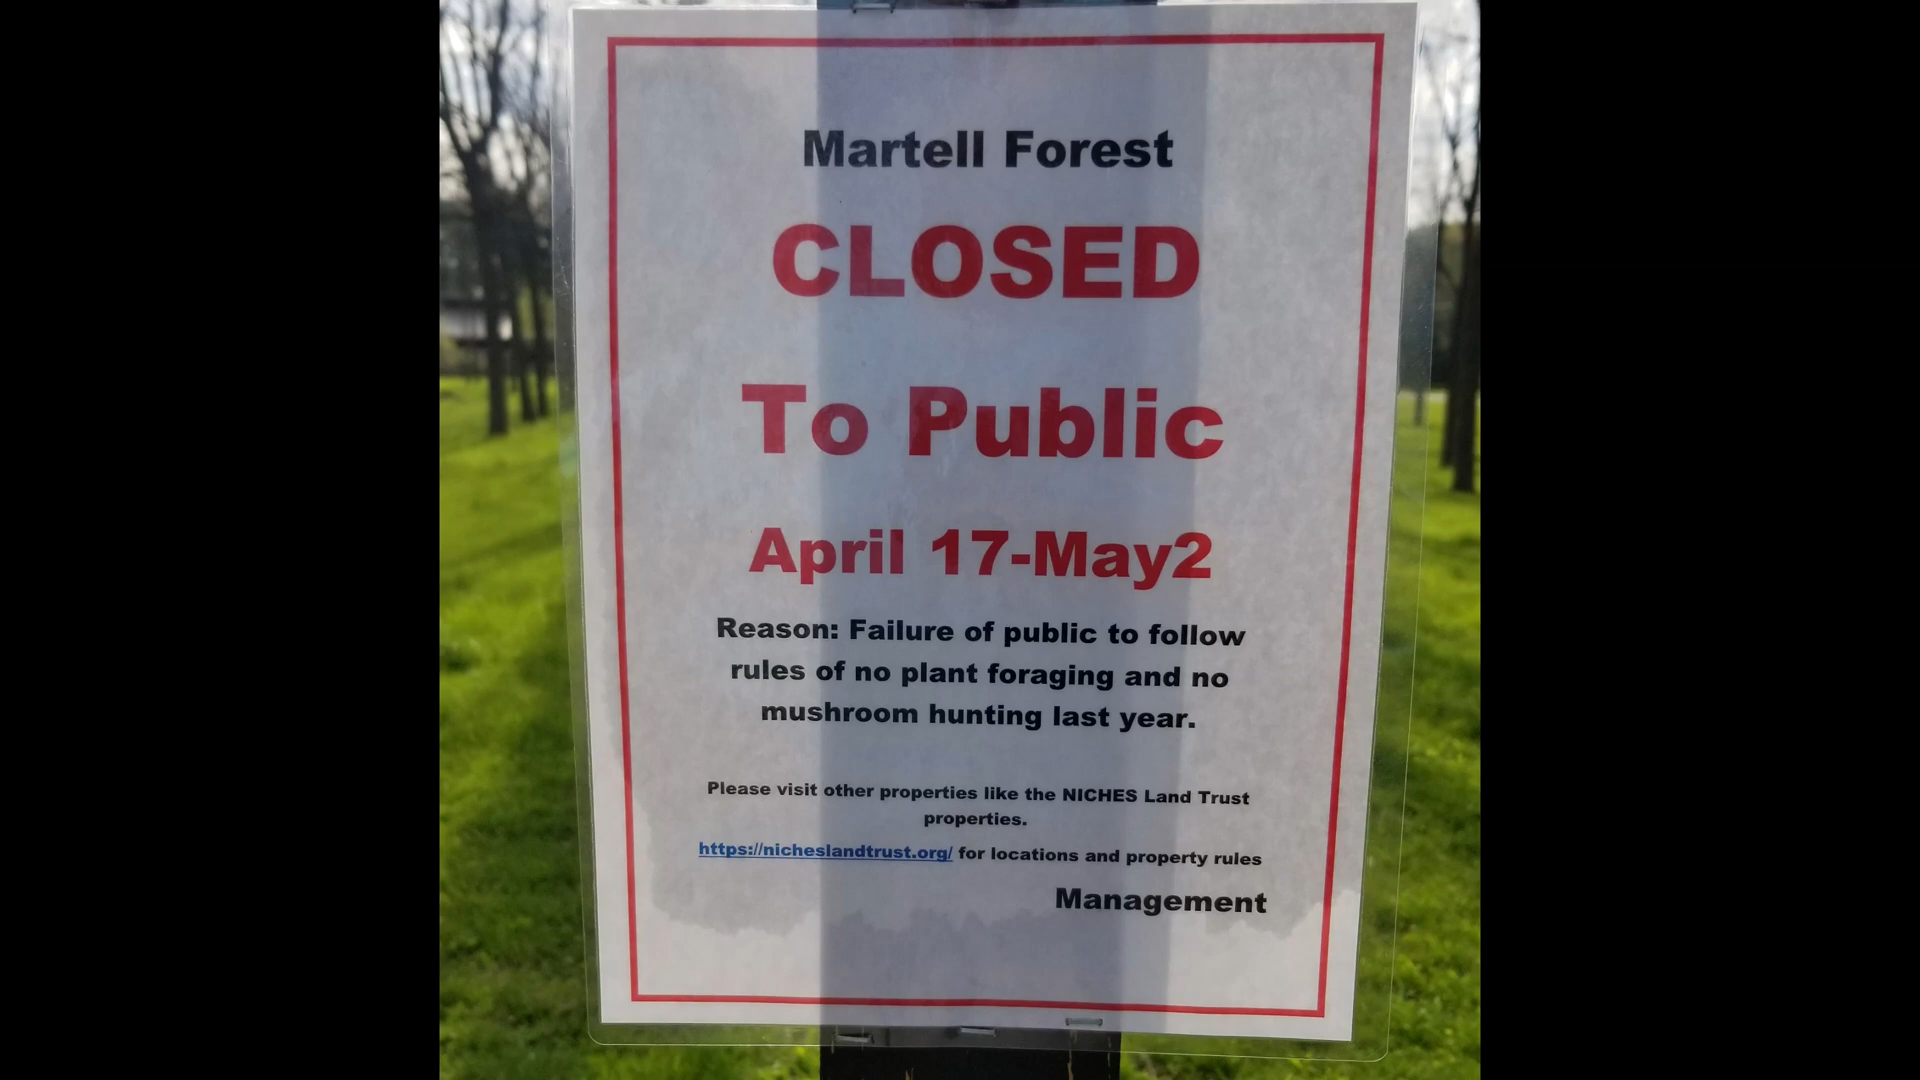 Martell Forest
CLOSED
To Public
April 17-May2
Reason: Failure of public to follow
rules of no plant foraging and no
mushroom hunting last year.
Please visit other properties like the NICHES Land Trust
properties.
https://nicheslandtrust.org/ for locations and property rules
Management